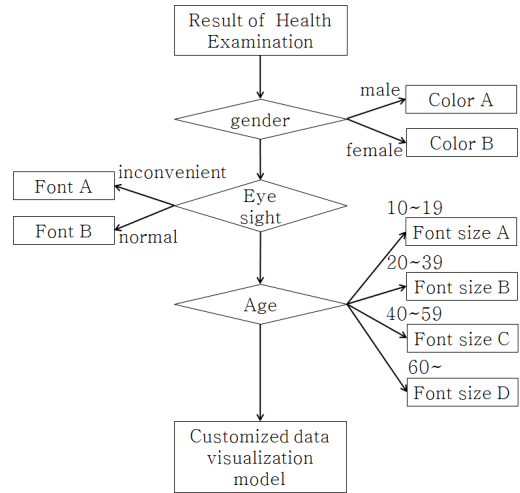 Result of Health
Examination
gender
male
Color A
female
Color B
Eye
sight
inconvenient
Font A
normal
Font B
Age
10~19
Font size A
20~39
Font size B
40~59
Font size C
60~
Font size D
Customized data
visualization
model